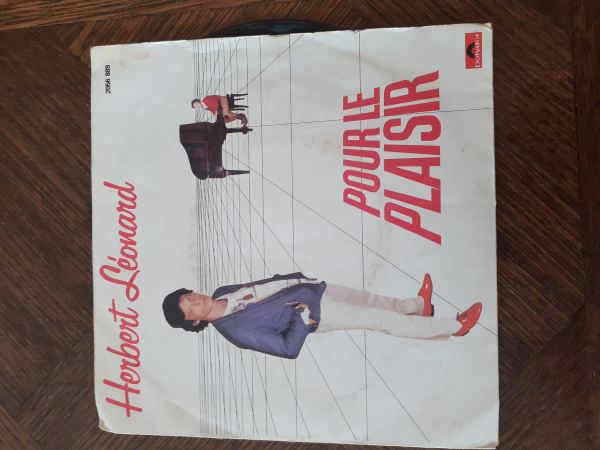 Herbert Léonard
2056 889
Polydor
POUR LE
PLAISIR